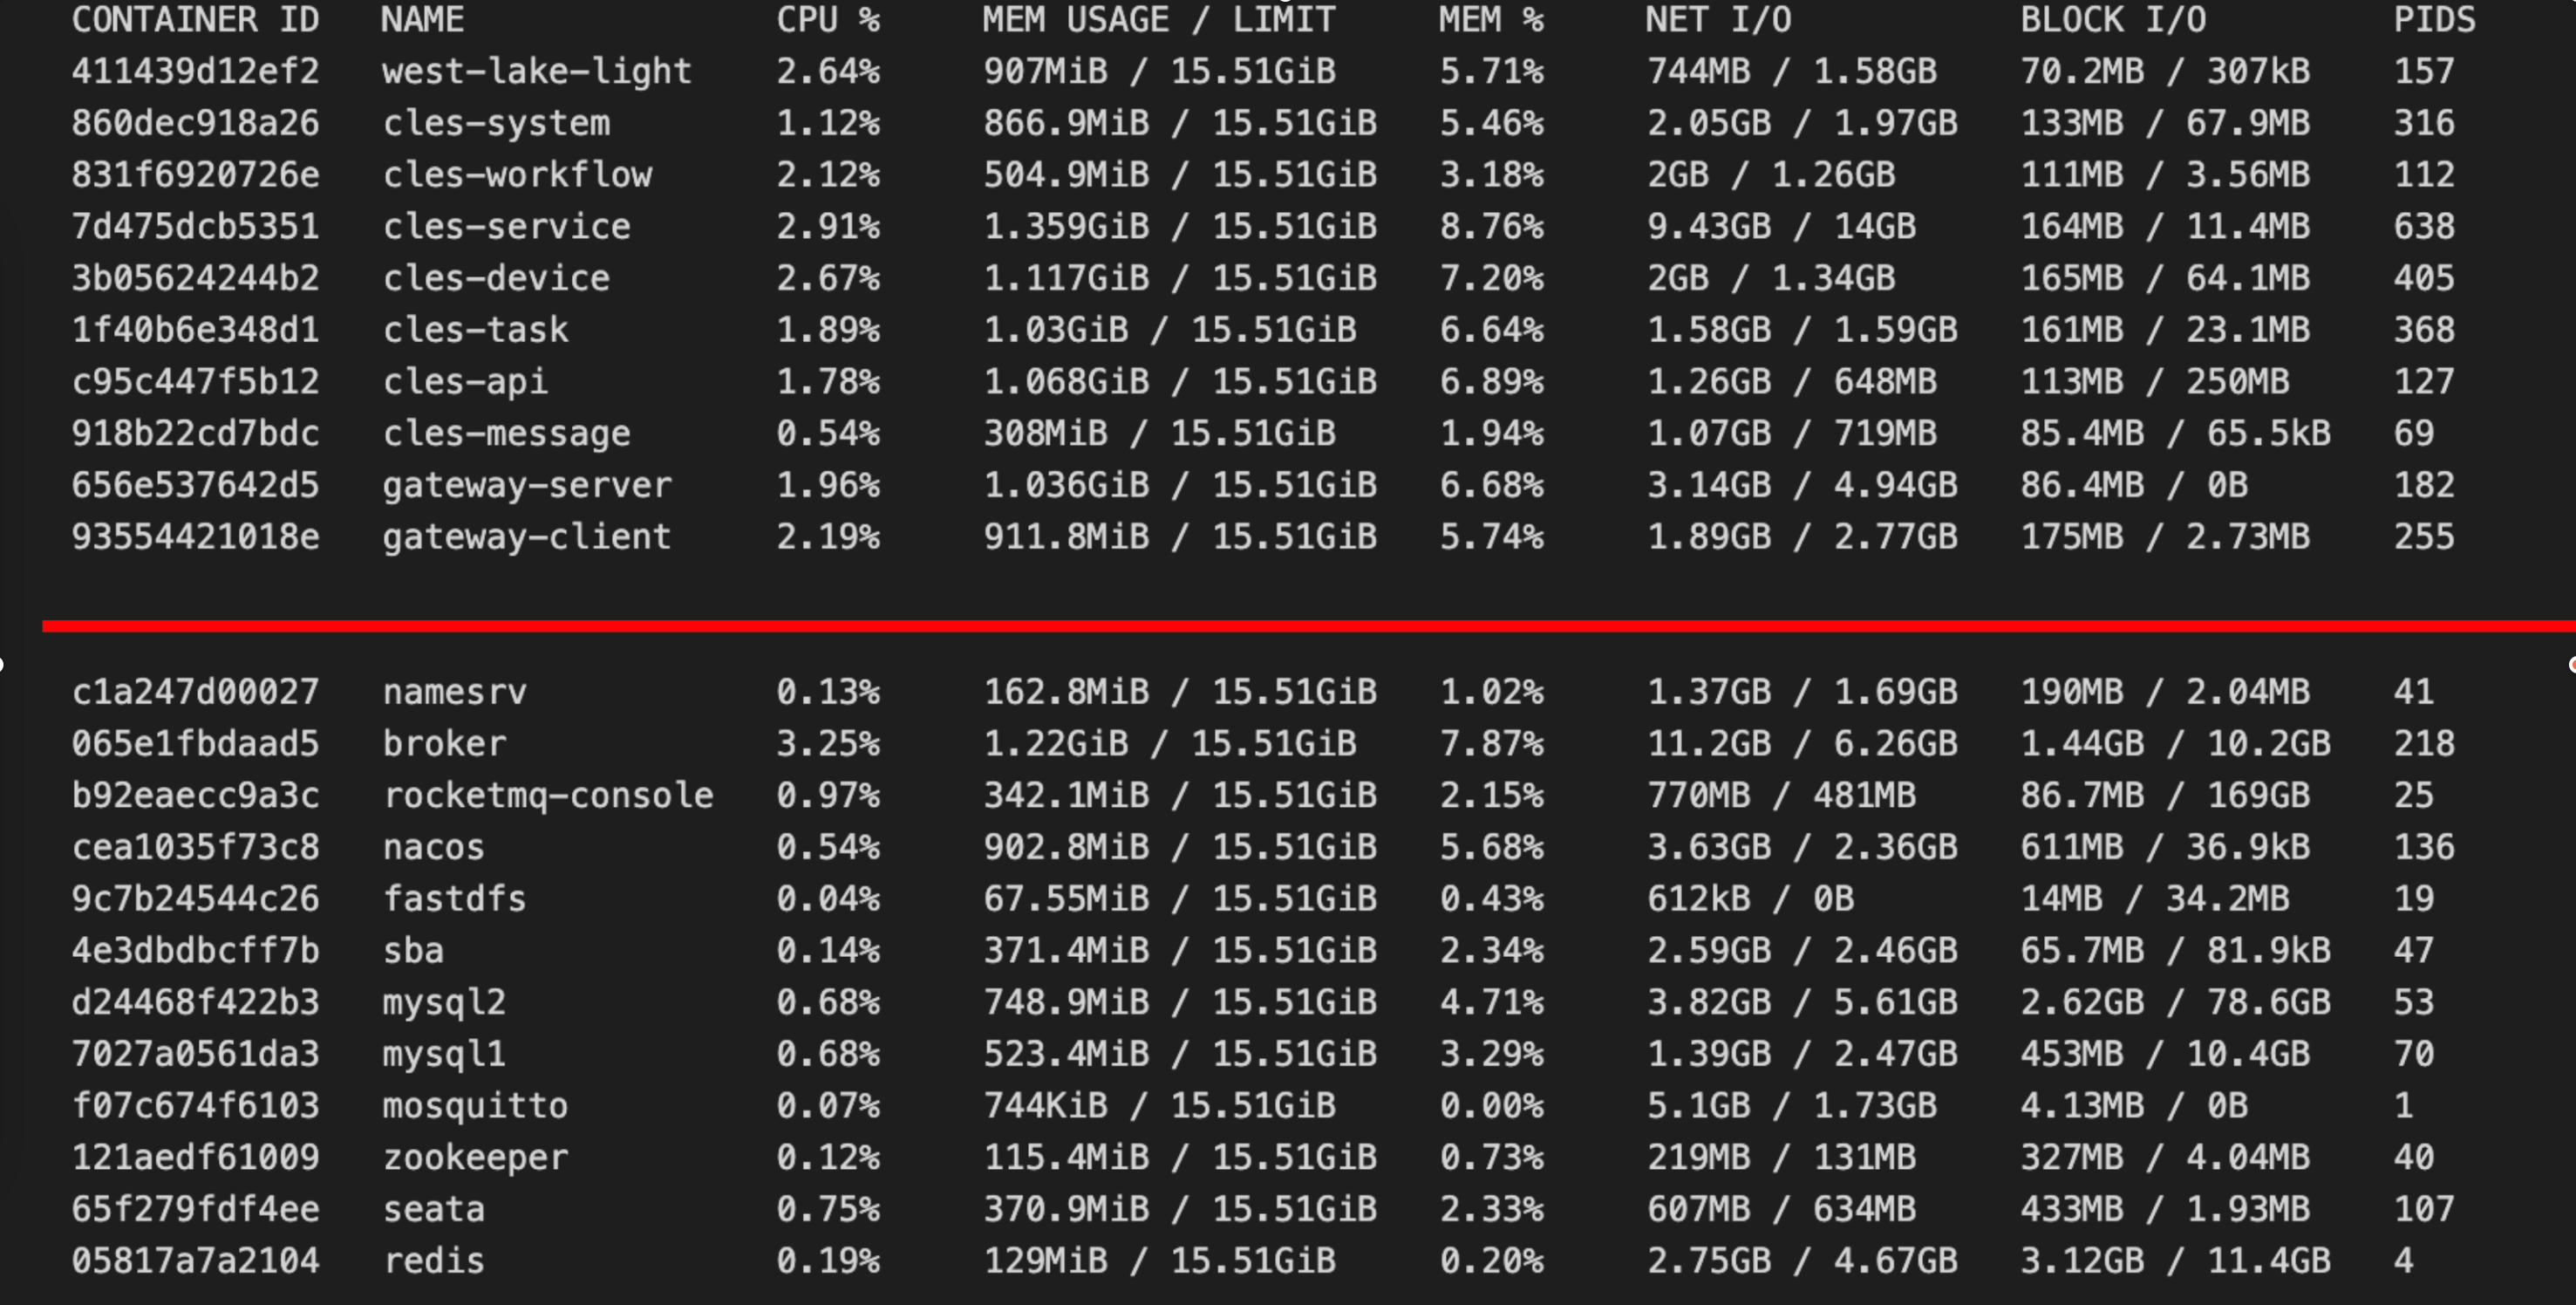 CONTAINER ID NAME CPU % MEM USAGE / LIMIT MEM % NET I/O BLOCK I/O PIDS
411439d12ef2 west-lake-light 2.64% 907MiB / 15.51GiB 5.71% 744MB / 1.58GB 70.2MB / 307kB 157
860dec918a26 cles-system 1.12% 866.9MiB / 15.51GiB 5.46% 2.05GB / 1.97GB 133MB / 67.9MB 316
831f6920726e cles-workflow 2.12% 504.9MiB / 15.51GiB 3.18% 2GB / 1.26GB 111MB / 3.56MB 112
7d475dcb5351 cles-service 2.91% 1.359GiB / 15.51GiB 8.76% 9.43GB / 14GB 164MB / 11.4MB 638
3b05624244b2 cles-device 2.67% 1.117GiB / 15.51GiB 7.20% 2GB / 1.34GB 165MB / 64.1MB 405
1f40b6e348d1 cles-task 1.89% 1.03GiB / 15.51GiB 6.64% 1.58GB / 1.59GB 161MB / 23.1MB 368
c95c447f5b12 cles-api 1.78% 1.068GiB / 15.51GiB 6.89% 1.26GB / 648MB 113MB / 250MB 127
918b22cd7bdc cles-message 0.54% 308MiB / 15.51GiB 1.94% 1.07GB / 719MB 85.4MB / 65.5kB 69
656e537642d5 gateway-server 1.96% 1.036GiB / 15.51GiB 6.68% 3.14GB / 4.94GB 86.4MB / 0B 182
93554421018e gateway-client 2.19% 911.8MiB / 15.51GiB 5.74% 1.89GB / 2.77GB 175MB / 2.73MB 255
c1a247d00027 namesrv 0.13% 162.8MiB / 15.51GiB 1.02% 1.37GB / 1.69GB 190MB / 2.04MB 41
065e1fbdaad5 broker 3.25% 1.22GiB / 15.51GiB 7.87% 11.2GB / 6.26GB 1.44GB / 10.2GB 218
b92eaecc9a3c rocketmq-console 0.97% 342.1MiB / 15.51GiB 2.15% 770MB / 481MB 86.7MB / 169GB 25
cea1035f73c8 nacos 0.54% 902.8MiB / 15.51GiB 5.68% 3.63GB / 2.36GB 611MB / 36.9kB 136
9c7b24544c26 fastdfs 0.04% 67.55MiB / 15.51GiB 0.43% 612kB / 0B 14MB / 34.2MB 19
4e3dbdbcff7b sba 0.14% 371.4MiB / 15.51GiB 2.34% 2.59GB / 2.46GB 65.7MB / 81.9kB 47
d24468f422b3 mysql2 0.68% 748.9MiB / 15.51GiB 4.71% 3.82GB / 5.61GB 2.62GB / 78.6GB 53
7027a0561da3 mysql1 0.68% 523.4MiB / 15.51GiB 3.29% 1.39GB / 2.47GB 453MB / 10.4GB 70
f07c674f6103 mosquitto 0.07% 744KiB / 15.51GiB 0.00% 5.1GB / 1.73GB 4.13MB / 0B 1
121aedf61009 zookeeper 0.12% 115.4MiB / 15.51GiB 0.73% 219MB / 131MB 327MB / 4.04MB 40
65f279fdf4ee seata 0.75% 370.9MiB / 15.51GiB 2.33% 607MB / 634MB 433MB / 1.93MB 107
05817a7a2104 redis 0.19% 129MiB / 15.51GiB 0.20% 2.75GB / 4.67GB 3.12GB / 11.4GB 4